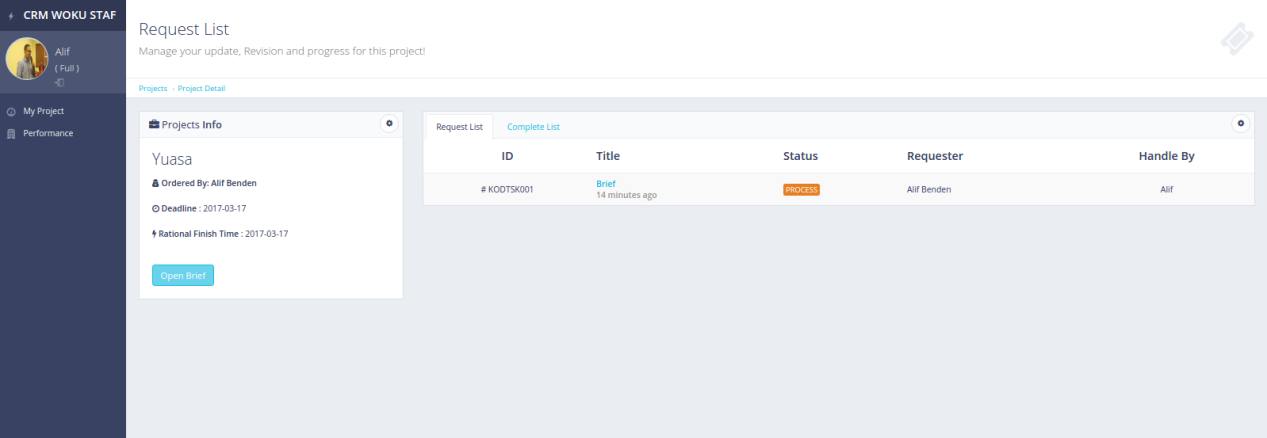 CRM WOKU STAF
Alif
( Full )
My Project
Performance
Request List
Manage your update, Revision and progress for this project!
Projects - Project Detail
Projects Info
Yuasa
Ordered By: Alif Benden
Deadline : 2017-03-17
Rational Finish Time : 2017-03-17
Open Brief
Request List Complete List
ID Title Status Requester Handle By
# KODTSK001 Brief PROCESS Alif Benden Alif
14 minutes ago